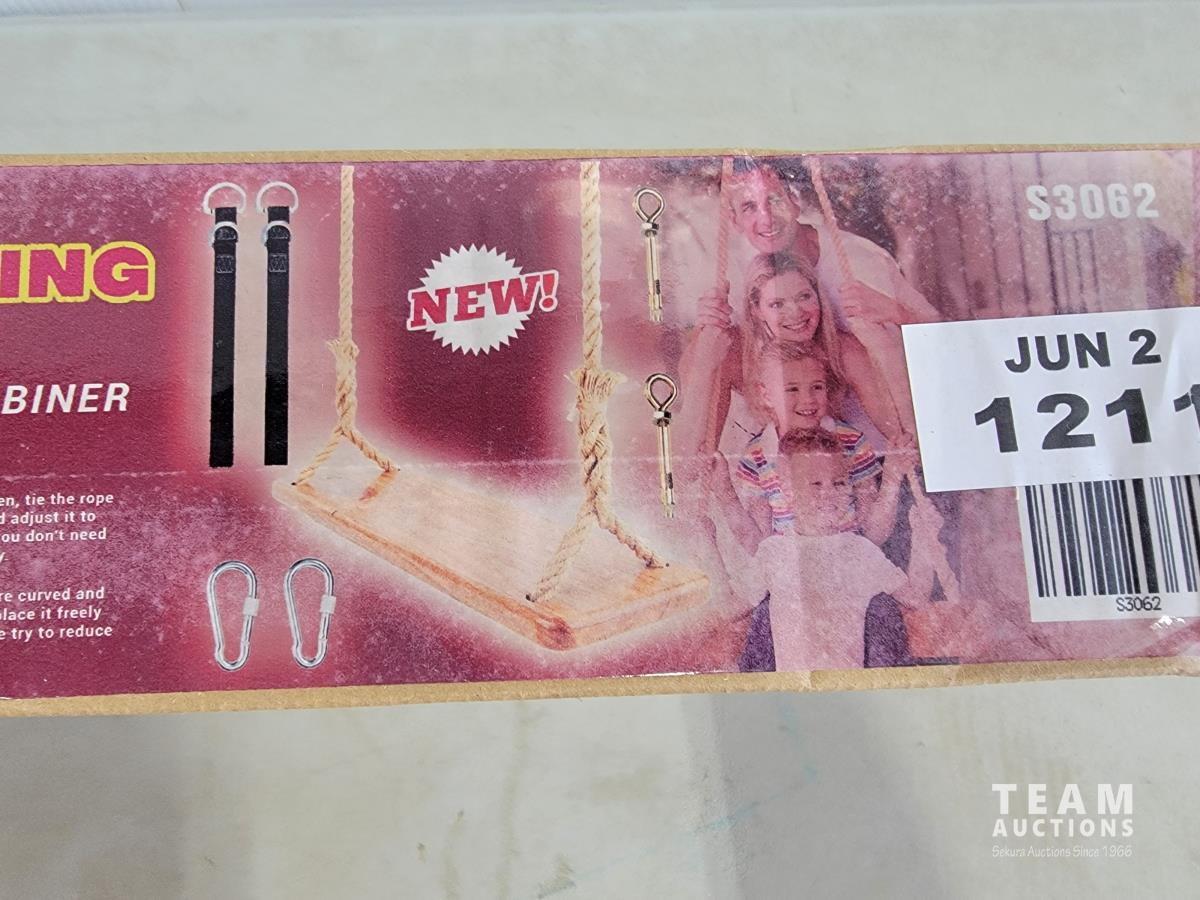 ING
BINER
en, tie the rope
d adjust it to
ou don't need
y
re curved and
place it freely
e try to reduce
NEW!
S3062
JUN 2
1211
S3062
TEAM
AUCTIONS
Sekura Auctions Since 1966